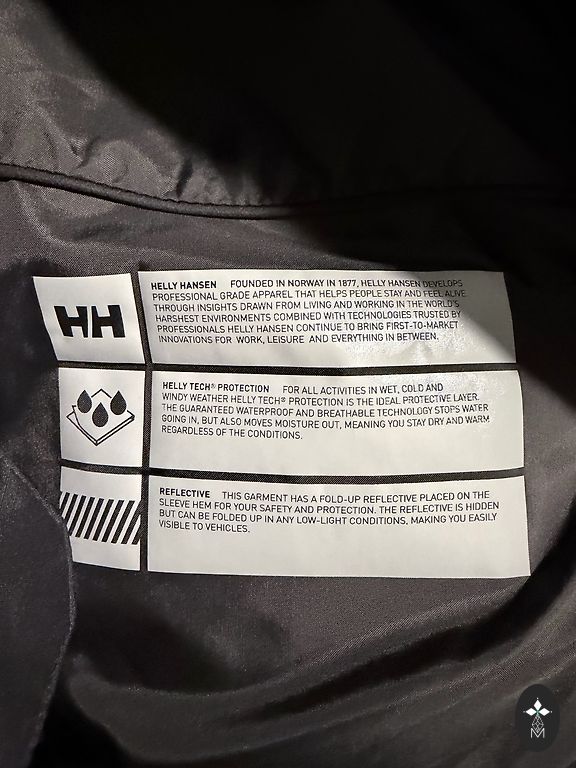 HH
HELLY HANSEN FOUNDED IN NORWAY IN 1877, HELLY HANSEN DEVELOPS
PROFESSIONAL GRADE APPAREL THAT HELPS PEOPLE STAY AND FEEL ALIVE.
THROUGH INSIGHTS DRAWN FROM LIVING AND WORKING IN THE WORLD'S
HARSHEST ENVIRONMENTS COMBINED WITH TECHNOLOGIES TRUSTED BY
PROFESSIONALS HELLY HANSEN CONTINUE TO BRING FIRST-TO-MARKET
INNOVATIONS FOR WORK, LEISURE AND EVERYTHING IN BETWEEN.
HELLY TECH® PROTECTION FOR ALL ACTIVITIES IN WET, COLD AND
WINDY WEATHER HELLY TECH® PROTECTION IS THE IDEAL PROTECTIVE LAYER.
THE GUARANTEED WATERPROOF AND BREATHABLE TECHNOLOGY STOPS WATER
GOING IN, BUT ALSO MOVES MOISTURE OUT, MEANING YOU STAY DRY AND WARM
REGARDLESS OF THE CONDITIONS.
REFLECTIVE THIS GARMENT HAS A FOLD-UP REFLECTIVE PLACED ON THE
SLEEVE HEM FOR YOUR SAFETY AND PROTECTION. THE REFLECTIVE IS HIDDEN
BUT CAN BE FOLDED UP IN ANY LOW-LIGHT CONDITIONS, MAKING YOU EASILY
VISIBLE TO VEHICLES.
M